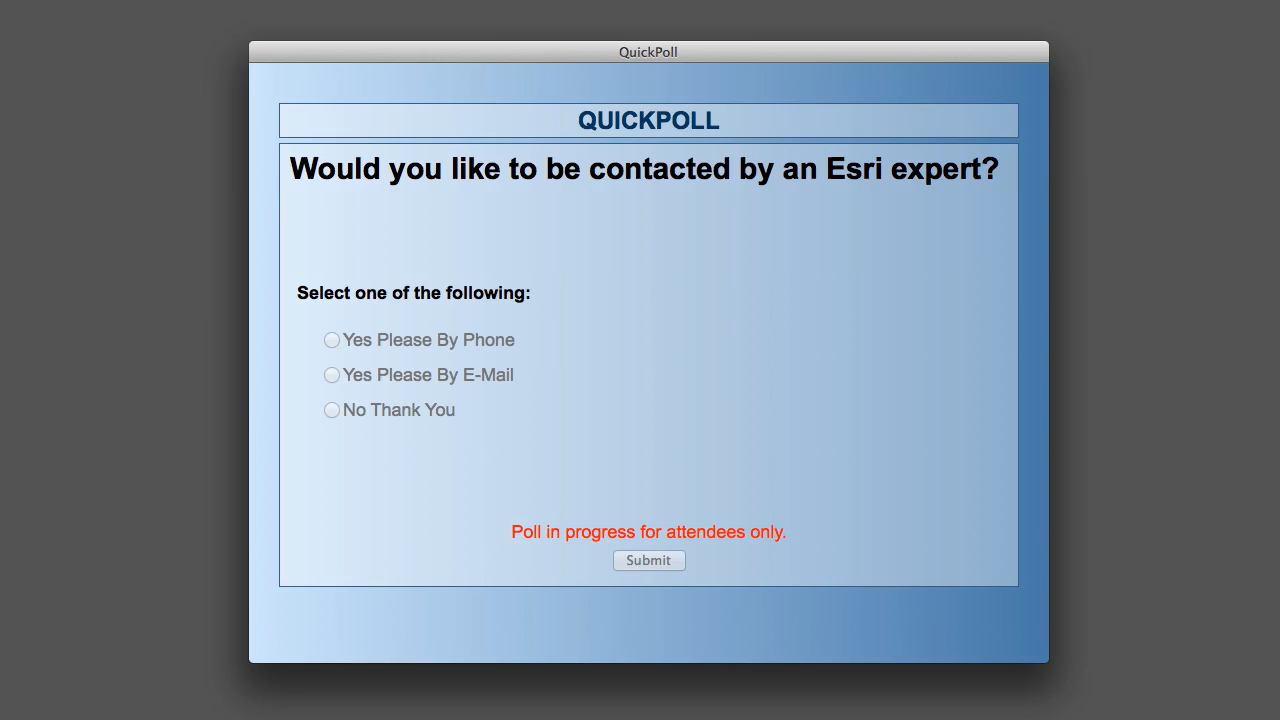 QuickPoll
QUICKPOLL
Would you like to be contacted by an Esri expert?
Select one of the following:
Yes Please By Phone
Yes Please By E-Mail
No Thank You
Poll in progress for attendees only.
Submit